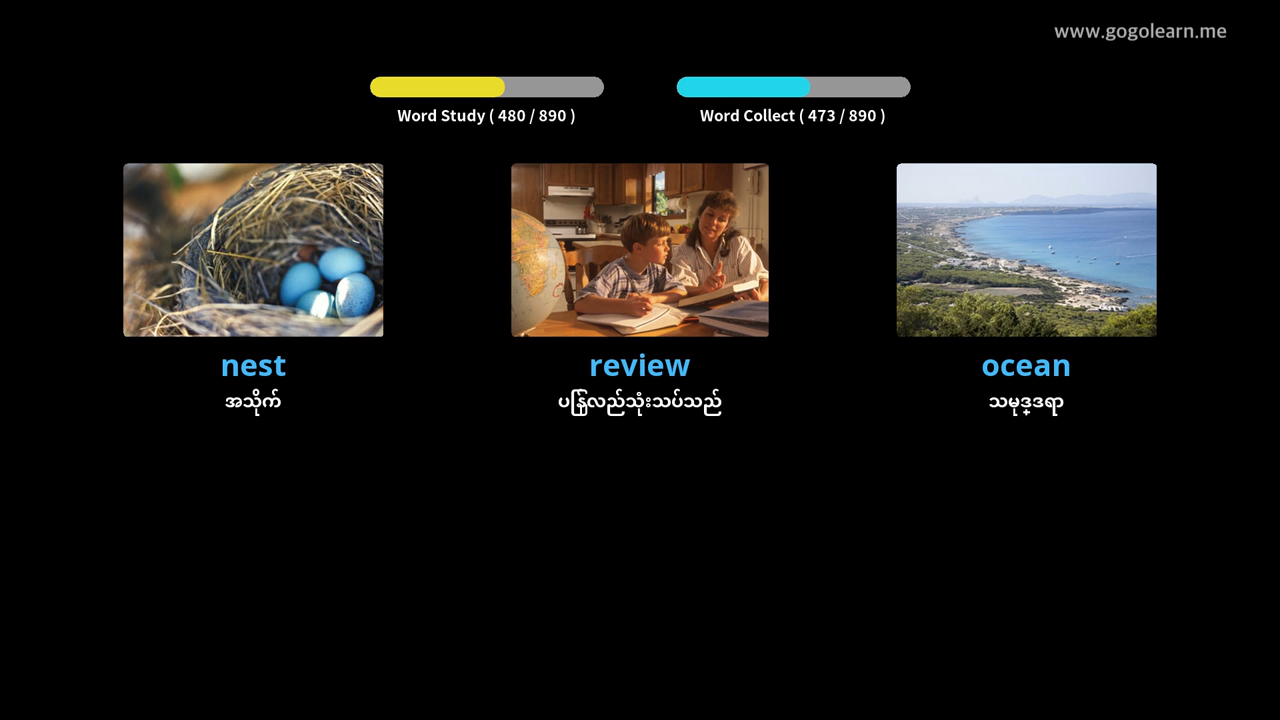 www.gogolearn.me
Word Study ( 480 / 890 )
Word Collect ( 473 / 890 )
nest
အသိုက်
review
ပြန်လည်သုံးသပ်သည်
ocean
သမုဒ္ဒရာ